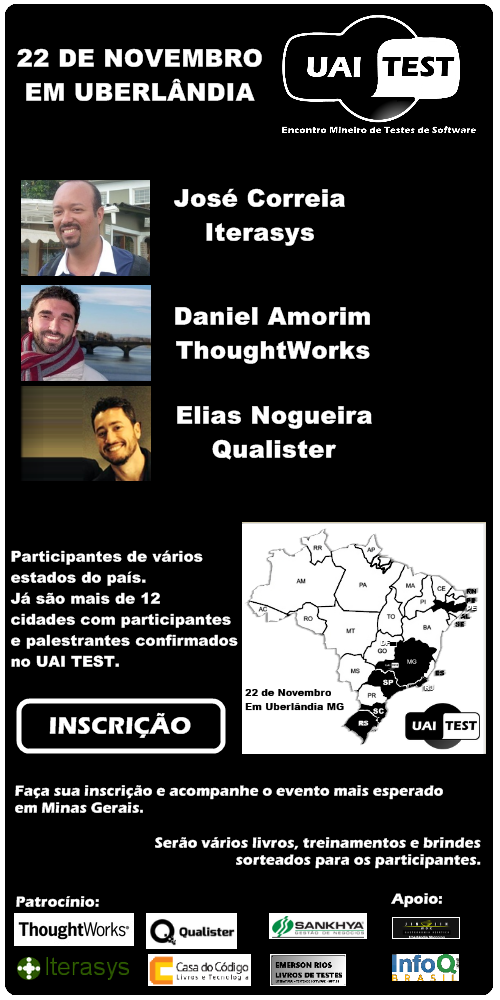 22 DE NOVEMBRO
EM UBERLÂNDIA
UAI TEST
Encontro Mineiro de Testes de Software
José Correia
Iterasys
Daniel Amorim
ThoughtWorks
Elias Nogueira
Qualister
Participantes de vários
estados do país.
Já são mais de 12
cidades com participantes
e palestrantes confirmados
no UAI TEST.
INSCRIÇÃO
RR
AP
AM
PA
MA
CE
RN
PB
PE
AL
SE
PI
AC
RO
TO
BA
MT
DF
GO
MG
MS
ES
SP
RJ
PR
SC
RS
22 de Novembro
Em Uberlândia MG
UAI TEST
Faça sua inscrição e acompanhe o evento mais esperado
em Minas Gerais.
Serão vários livros, treinamentos e brindes
sorteados para os participantes.
Patrocínio:
Apoio:
ThoughtWorks®
Qualister
SANKHYA
GESTÃO DE NEGÓCIOS
Iterasys
Casa do Código
Livros e Tecnologia
EMERSON RIOS
LIVROS DE TESTES
InfoQ
BRASIL